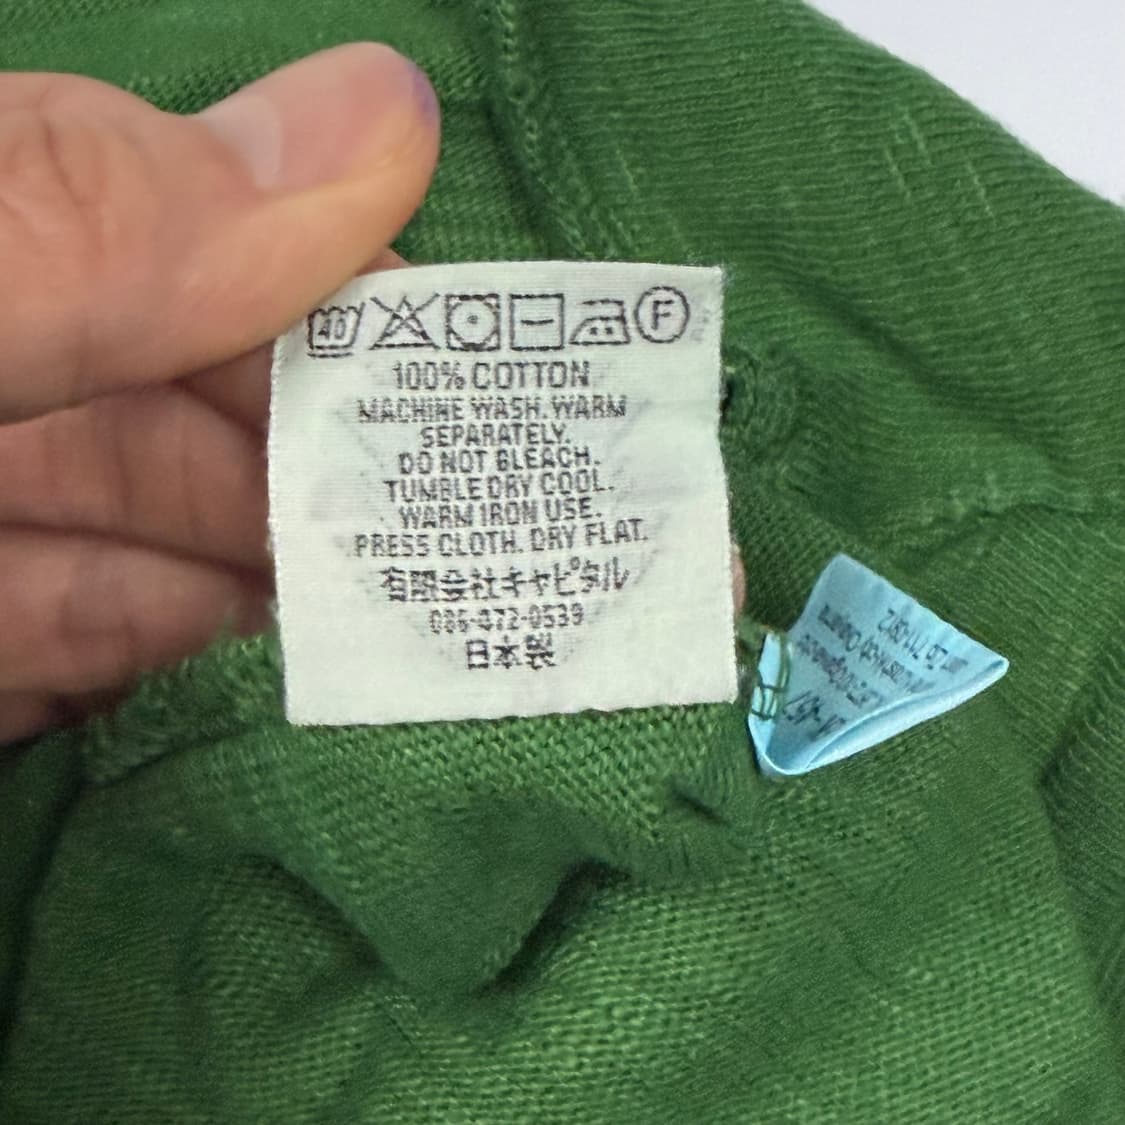 40
F
100% COTTON
MACHINE WASH. WARM
SEPARATELY.
DO NOT BLEACH.
TUMBLE DRY COOL.
WARM IRON USE.
PRESS CLOTH. DRY FLAT.
有限会社キャピタル
086-472-0539
日本製